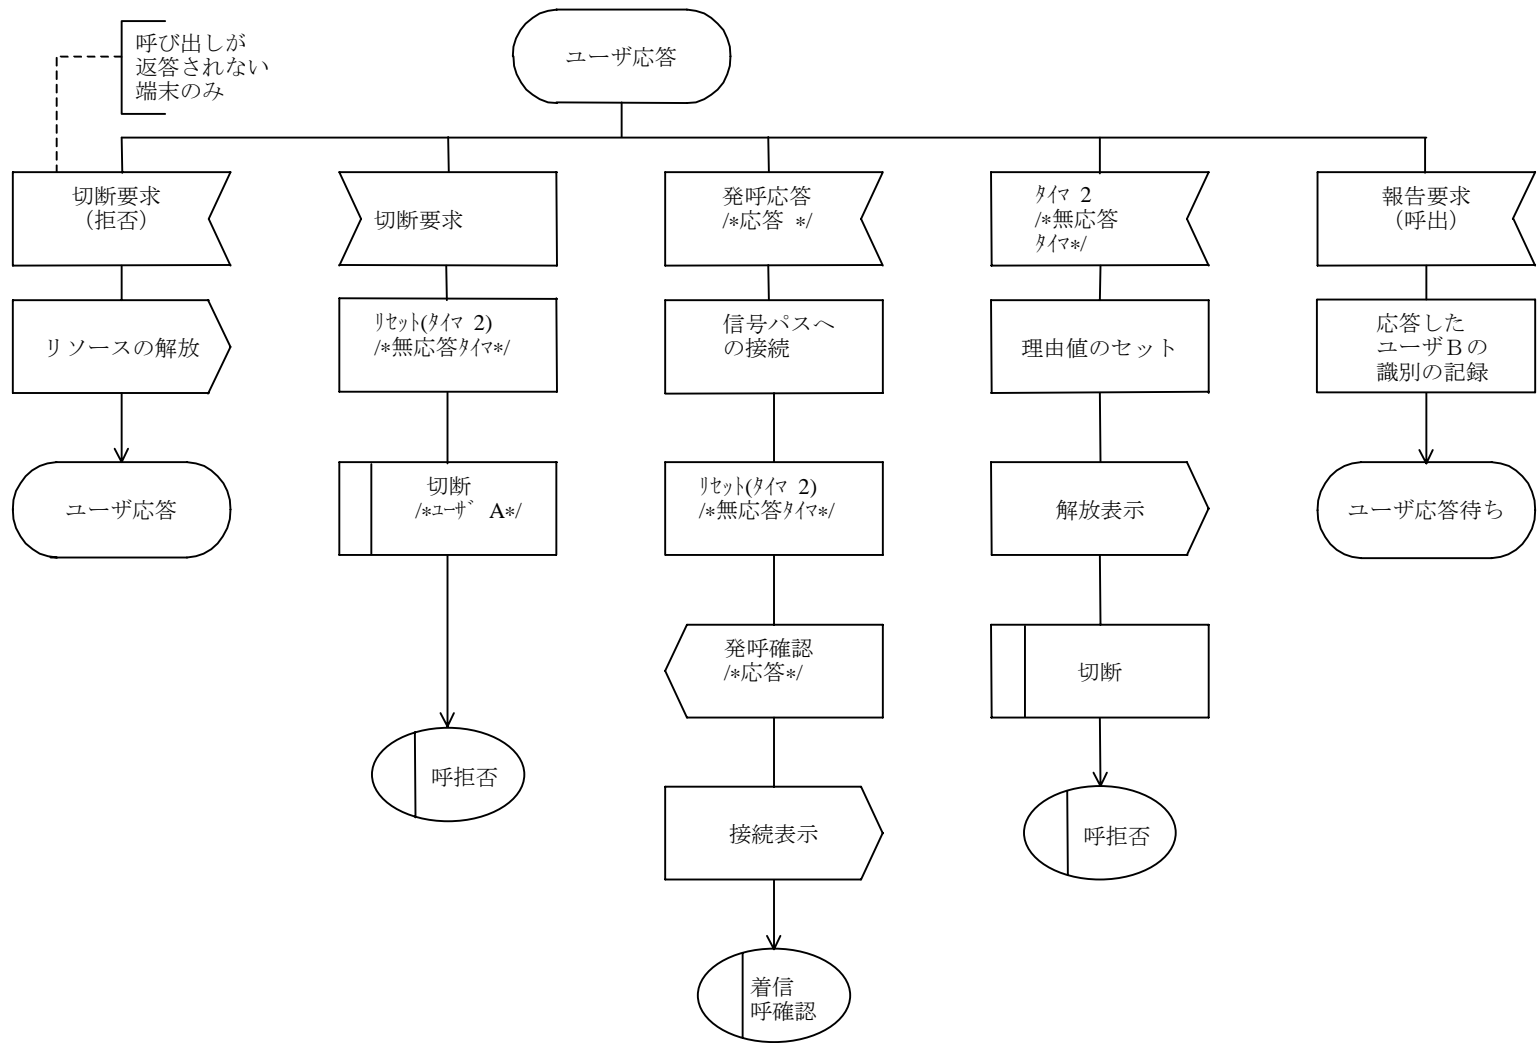 呼び出しが
返答されない
端末のみ
ユーザ応答
切断要求
（拒否）
切断要求
発呼応答
/*応答 */
ﾀｲﾏ 2
/*無応答
ﾀｲﾏ*/
報告要求
（呼出）
リソースの解放
ﾘｾｯﾄ(ﾀｲﾏ 2)
/*無応答ﾀｲﾏ*/
信号パスへ
の接続
理由値のセット
応答した
ユーザＢの
識別の記録
ユーザ応答
切断
/*ﾕｰｻﾞ A*/
ﾘｾｯﾄ(ﾀｲﾏ 2)
/*無応答ﾀｲﾏ*/
解放表示
ユーザ応答待ち
発呼確認
/*応答*/
切断
呼拒否
接続表示
呼拒否
着信
呼確認